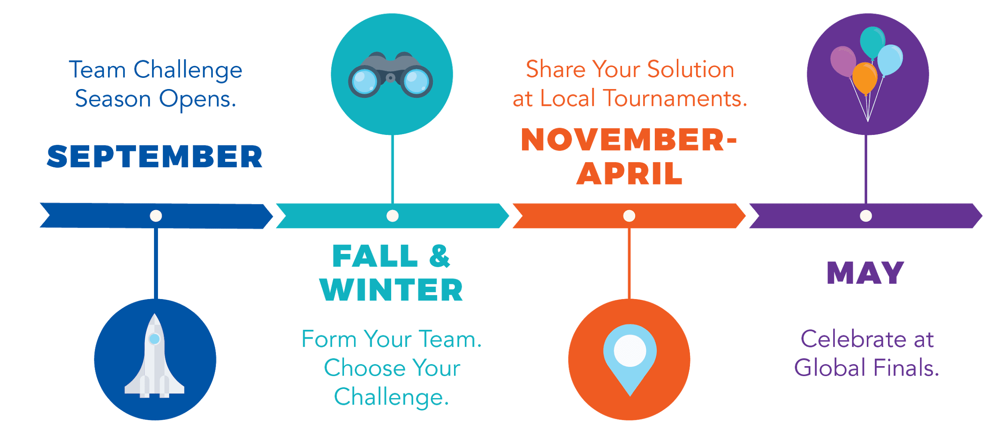 Team Challenge
Season Opens.
SEPTEMBER
FALL &
WINTER
Form Your Team.
Choose Your
Challenge.
Share Your Solution
at Local Tournaments.
NOVEMBER-
APRIL
MAY
Celebrate at
Global Finals.